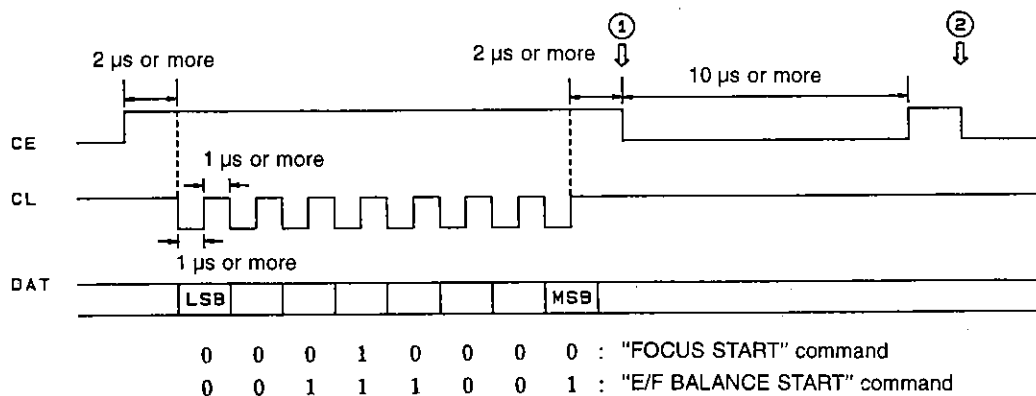 ① ②
2 µs or more 2 µs or more 10 µs or more
CE
1 µs or more
CL
1 µs or more
DAT LSB MSB
0 0 0 1 0 0 0 0 : "FOCUS START" command
0 0 1 1 1 0 0 1 : "E/F BALANCE START" command